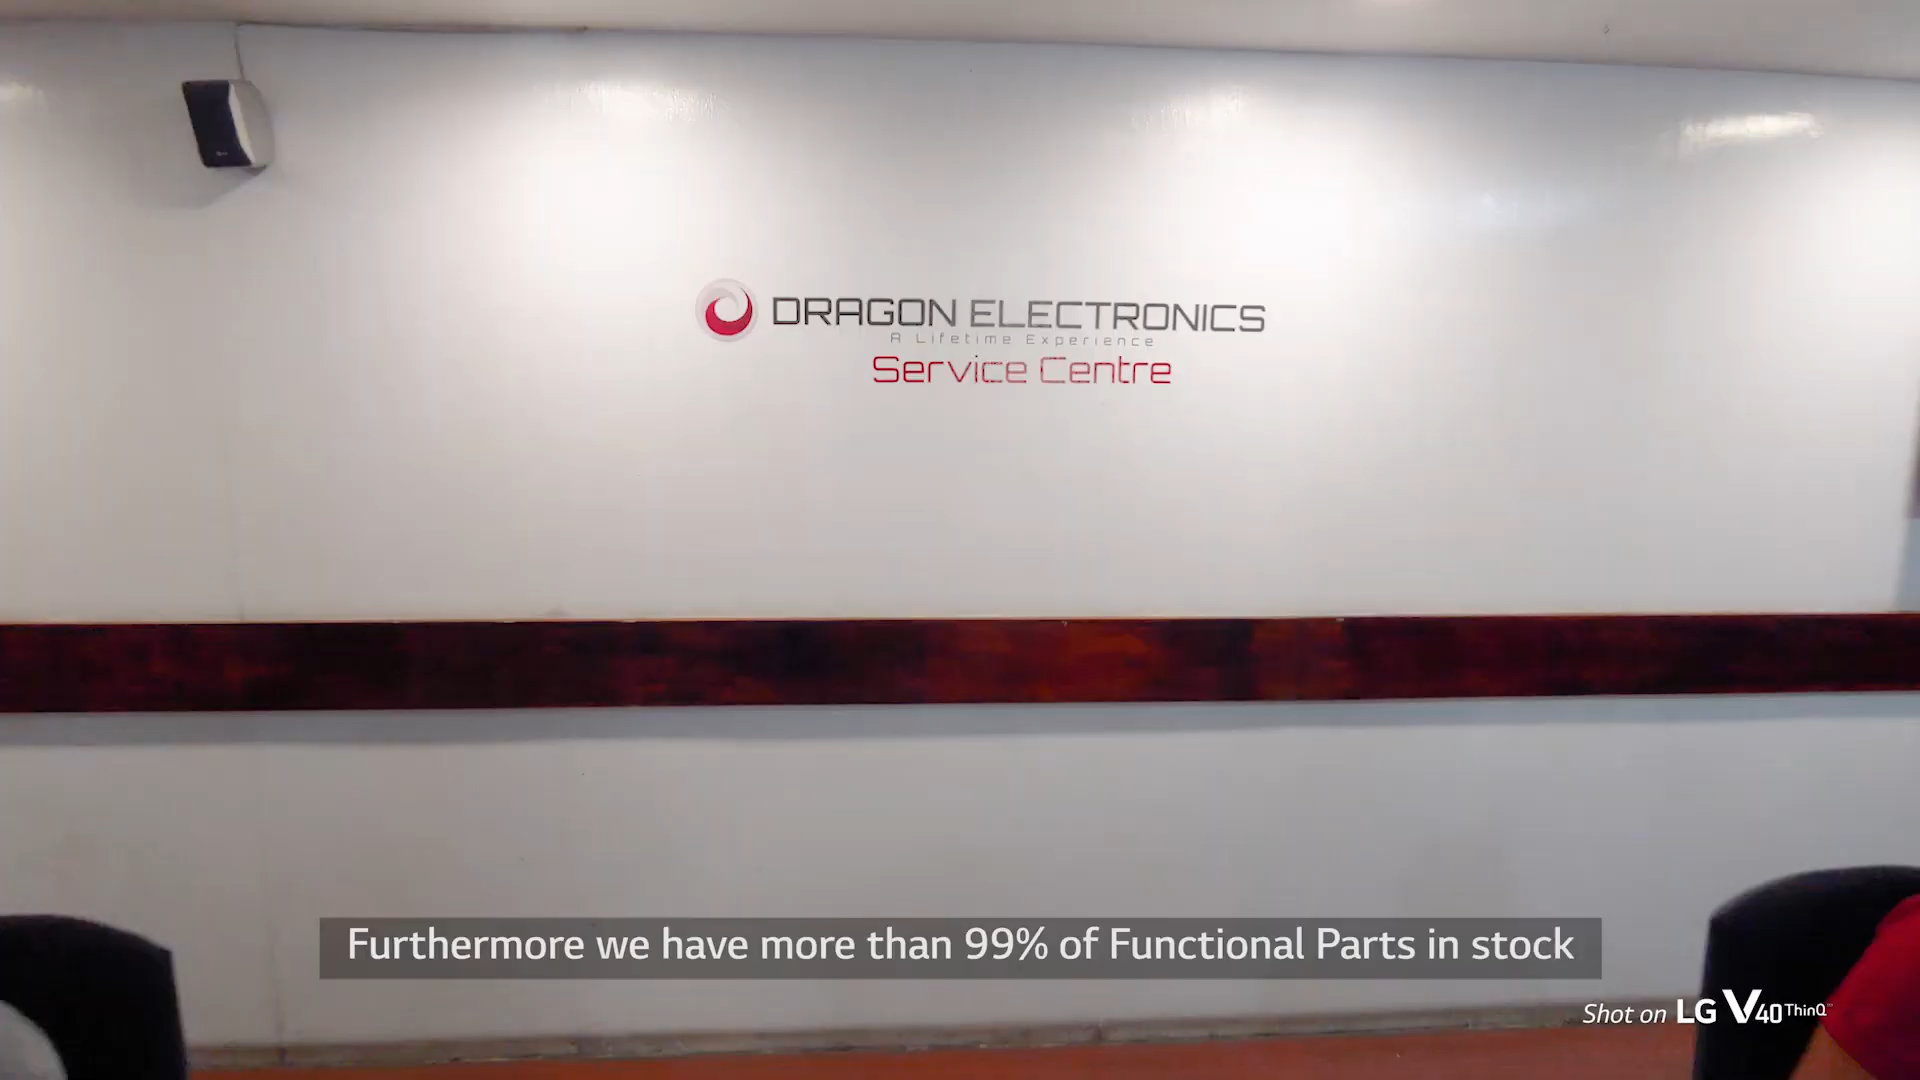 DRAGON ELECTRONICS
A Lifetime Experience
Service Centre
Furthermore we have more than 99% of Functional Parts in stock
Shot on LG V40 ThinQ